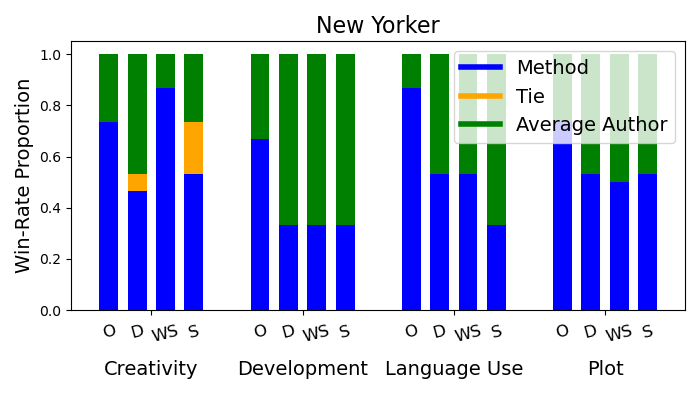 New Yorker
Win-Rate Proportion
1.0
0.8
0.6
0.4
0.2
0.0
Method
Tie
Average Author
O D WS S O D WS S O D WS S O D WS S
Creativity Development Language Use Plot